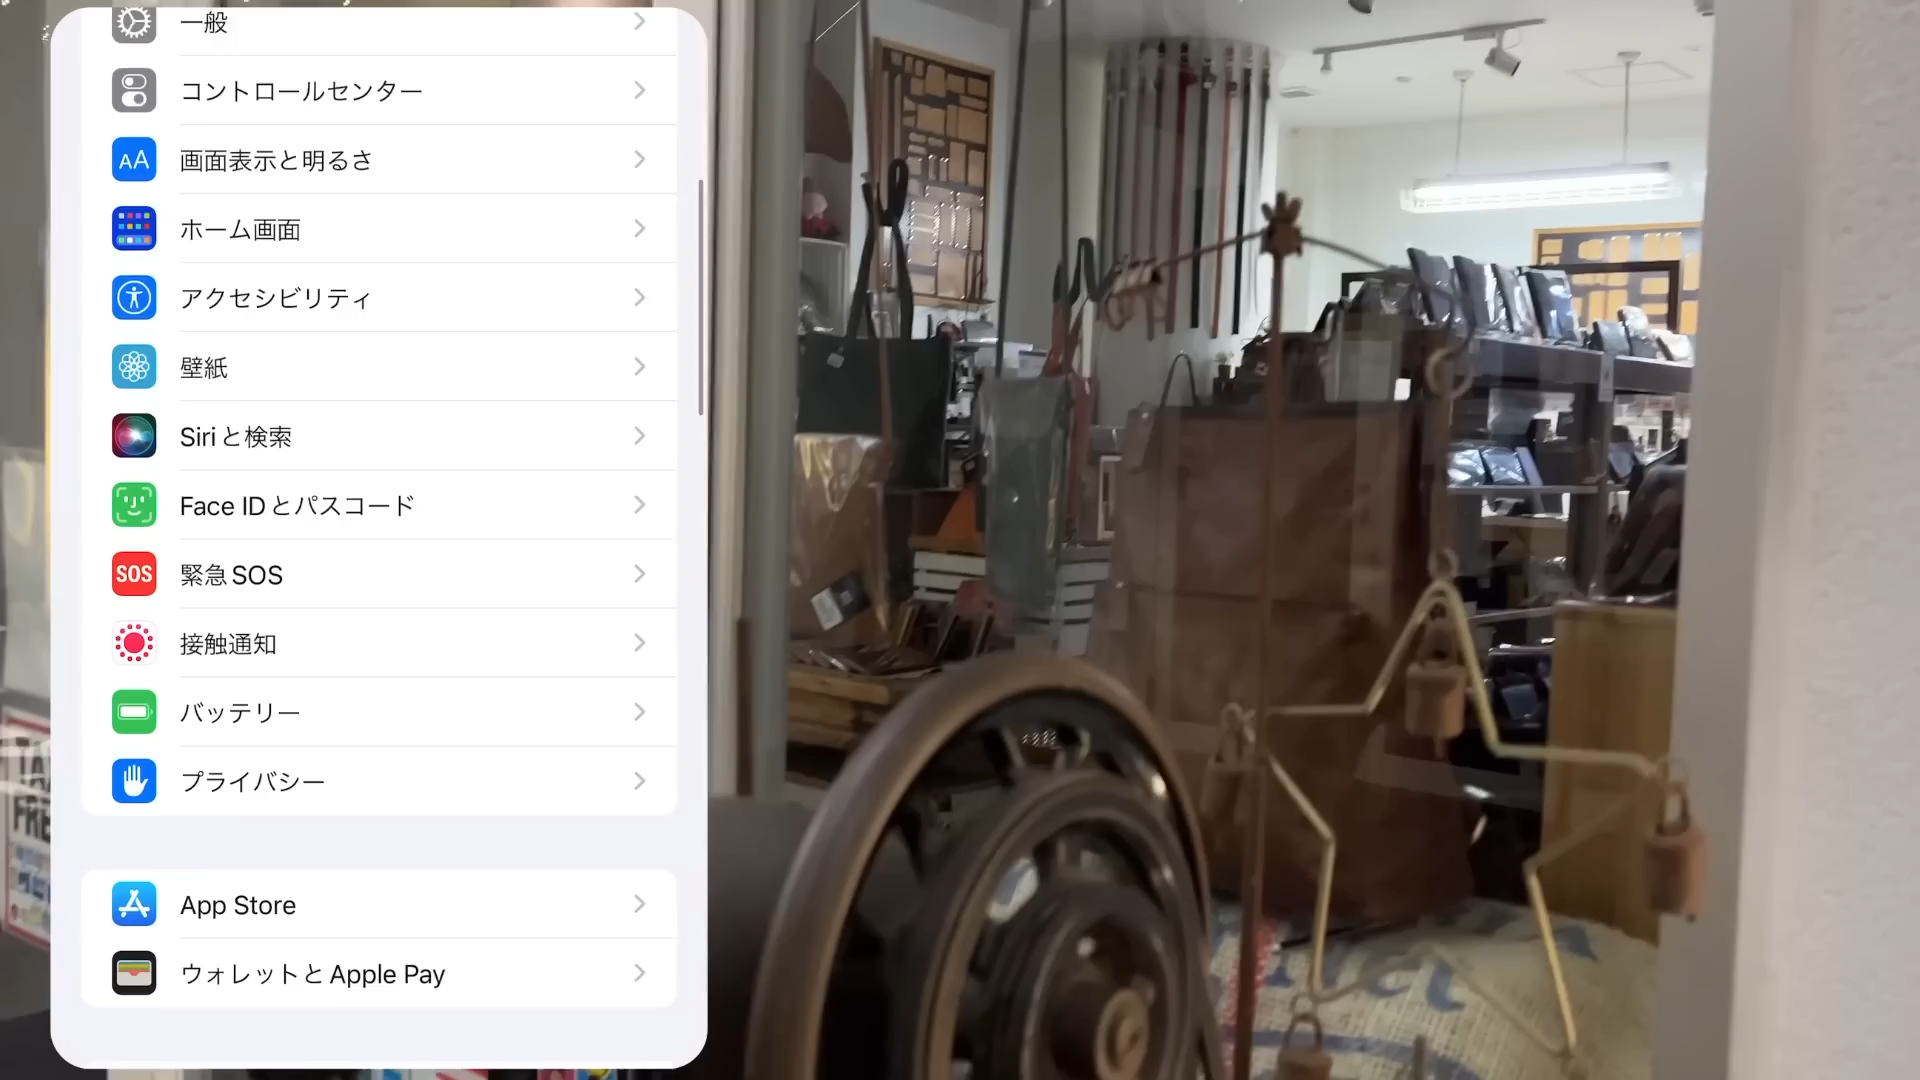 一般
コントロールセンター
AA
画面表示と明るさ
ホーム画面
アクセシビリティ
壁紙
Siriと検索
Face IDとパスコード
SOS
緊急SOS
接触通知
バッテリー
プライバシー
App Store
ウォレットとApple Pay